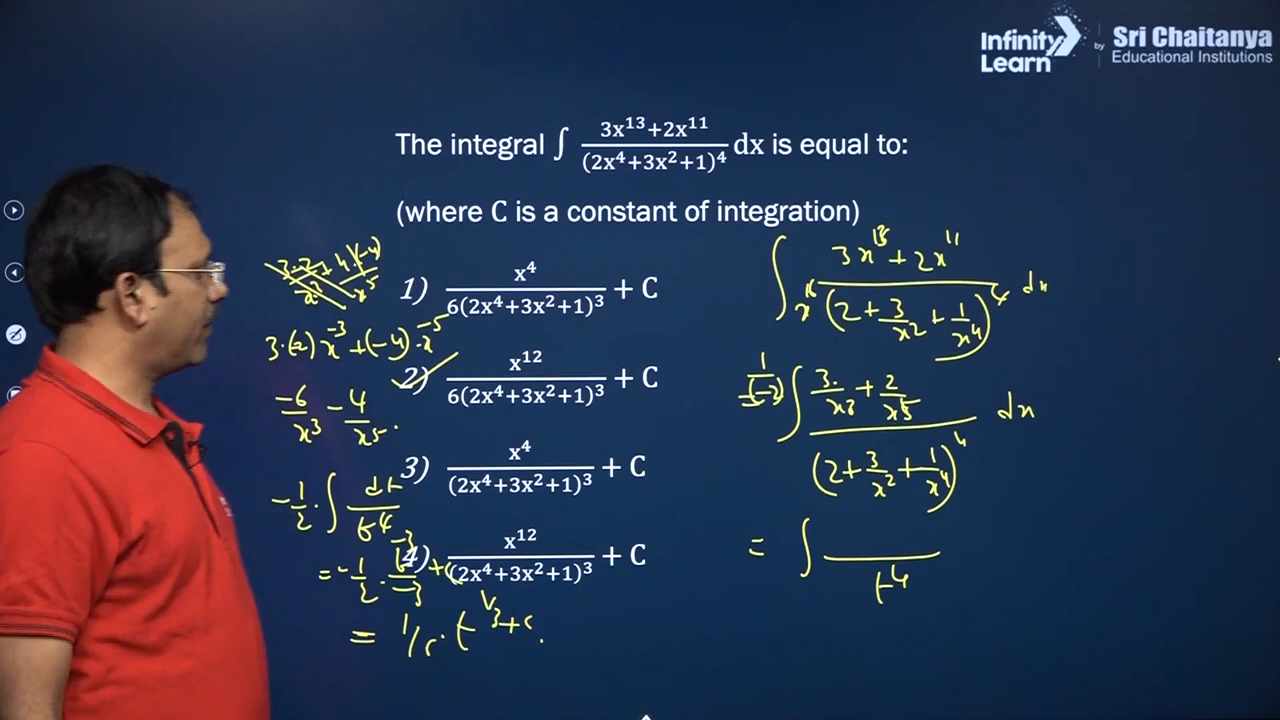 Infinity Learn by Sri Chaitanya Educational Institutions
The integral ∫ (3x¹³+2x¹¹)/(2x⁴+3x²+1)⁴ dx is equal to:
(where C is a constant of integration)
1) x⁴/(6(2x⁴+3x²+1)³) + C
2) x¹²/(6(2x⁴+3x²+1)³) + C
3) x⁴/((2x⁴+3x²+1)³) + C
4) x¹²/((2x⁴+3x²+1)³) + C
3·(-2)x⁻³+(-4)·x⁻⁵
-6/x³ - 4/x⁵.
-1/2 · ∫ dt/t⁴
= -1/2 · t⁻³/-3 + C
∫ (3x¹³+2x¹¹)/(x¹⁶(2+3/x²+1/x⁴)⁴) dx
∫ (3/x³+2/x⁵)/(2+3/x²+1/x⁴)⁴ dx
= ∫ /t⁴